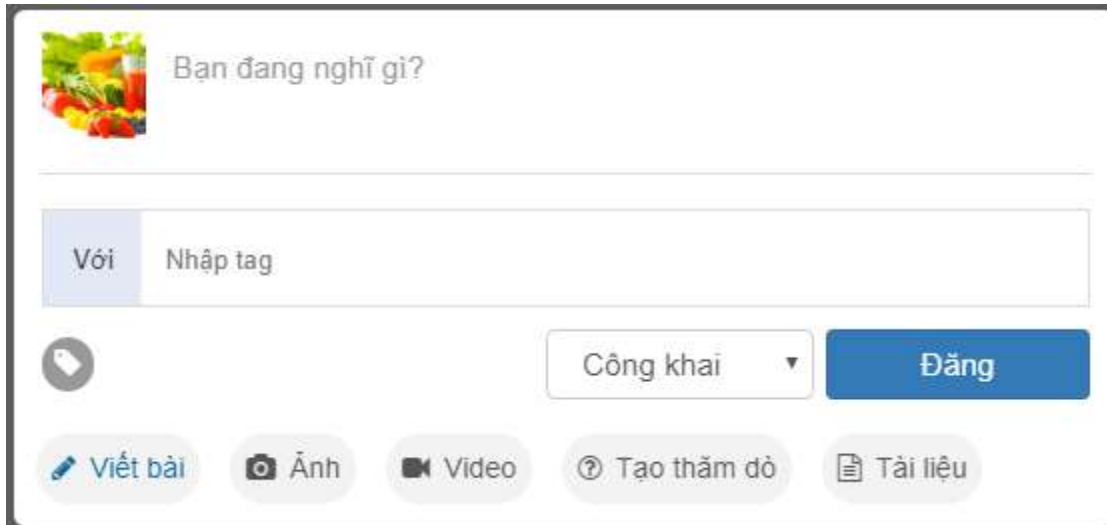 Bạn đang nghĩ gì?
Với Nhập tag
Công khai Đăng
Viết bài Ảnh Video Tạo thăm dò Tài liệu